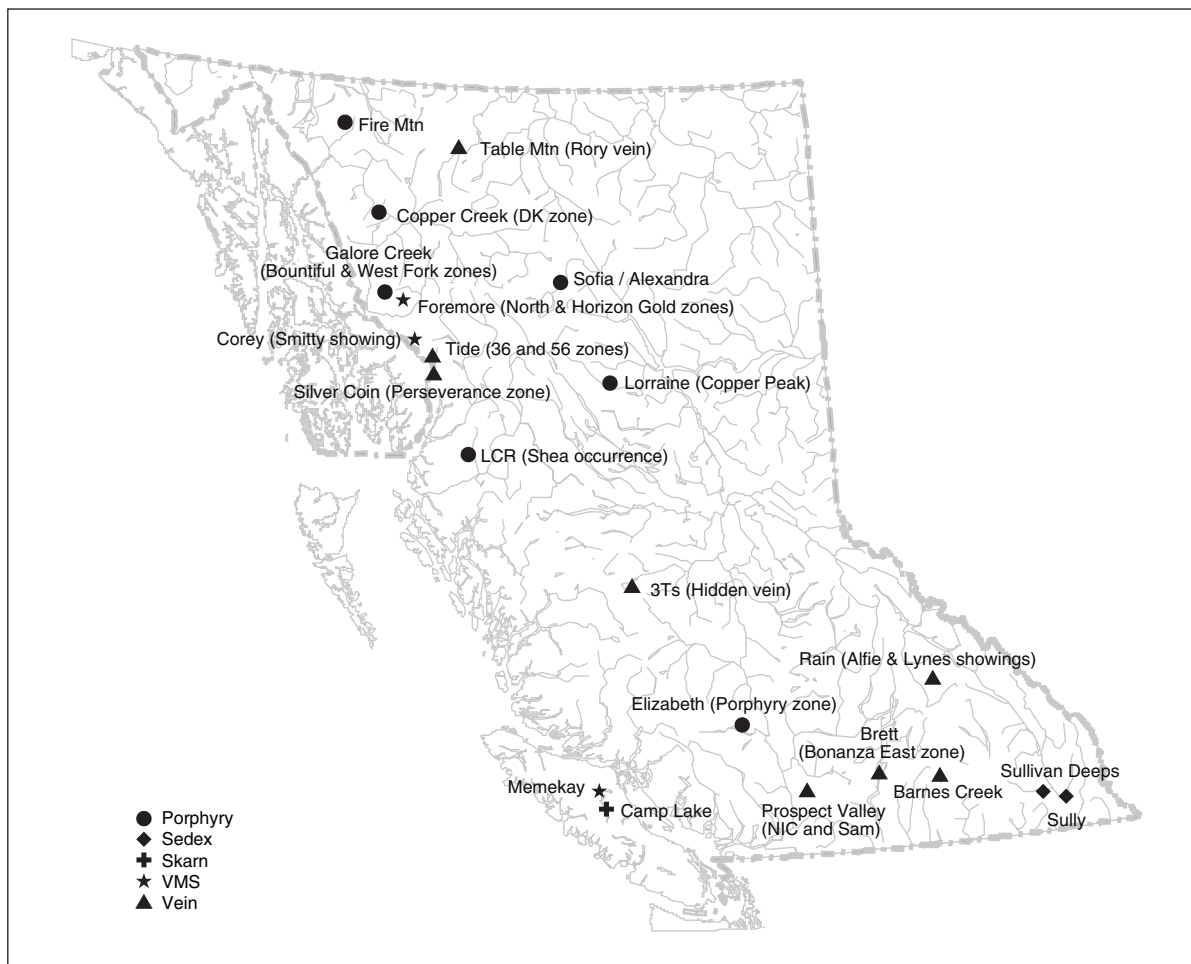 Fire Mtn
Table Mtn (Rory vein)
Copper Creek (DK zone)
Galore Creek
(Bountiful & West Fork zones)
Sofia / Alexandra
Foremore (North & Horizon Gold zones)
Corey (Smitty showing)
Tide (36 and 56 zones)
Silver Coin (Perseverance zone)
Lorraine (Copper Peak)
LCR (Shea occurrence)
3Ts (Hidden vein)
Rain (Alfie & Lynes showings)
Elizabeth (Porphyry zone)
Brett
(Bonanza East zone)
Sullivan Deeps
Memekay
Barnes Creek
Camp Lake
Prospect Valley
(NIC and Sam)
Sully
Porphyry
Sedex
Skarn
VMS
Vein